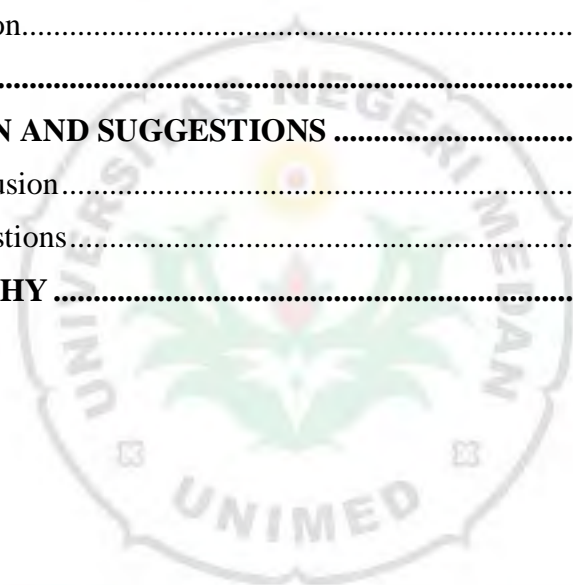 on..............................................................................
................................................................................
N AND SUGGESTIONS ..............................
usion...........................................................................
stions..........................................................................
HY ..................................................................
UNIVERSITAS NEGERI MEDAN
UNIMED